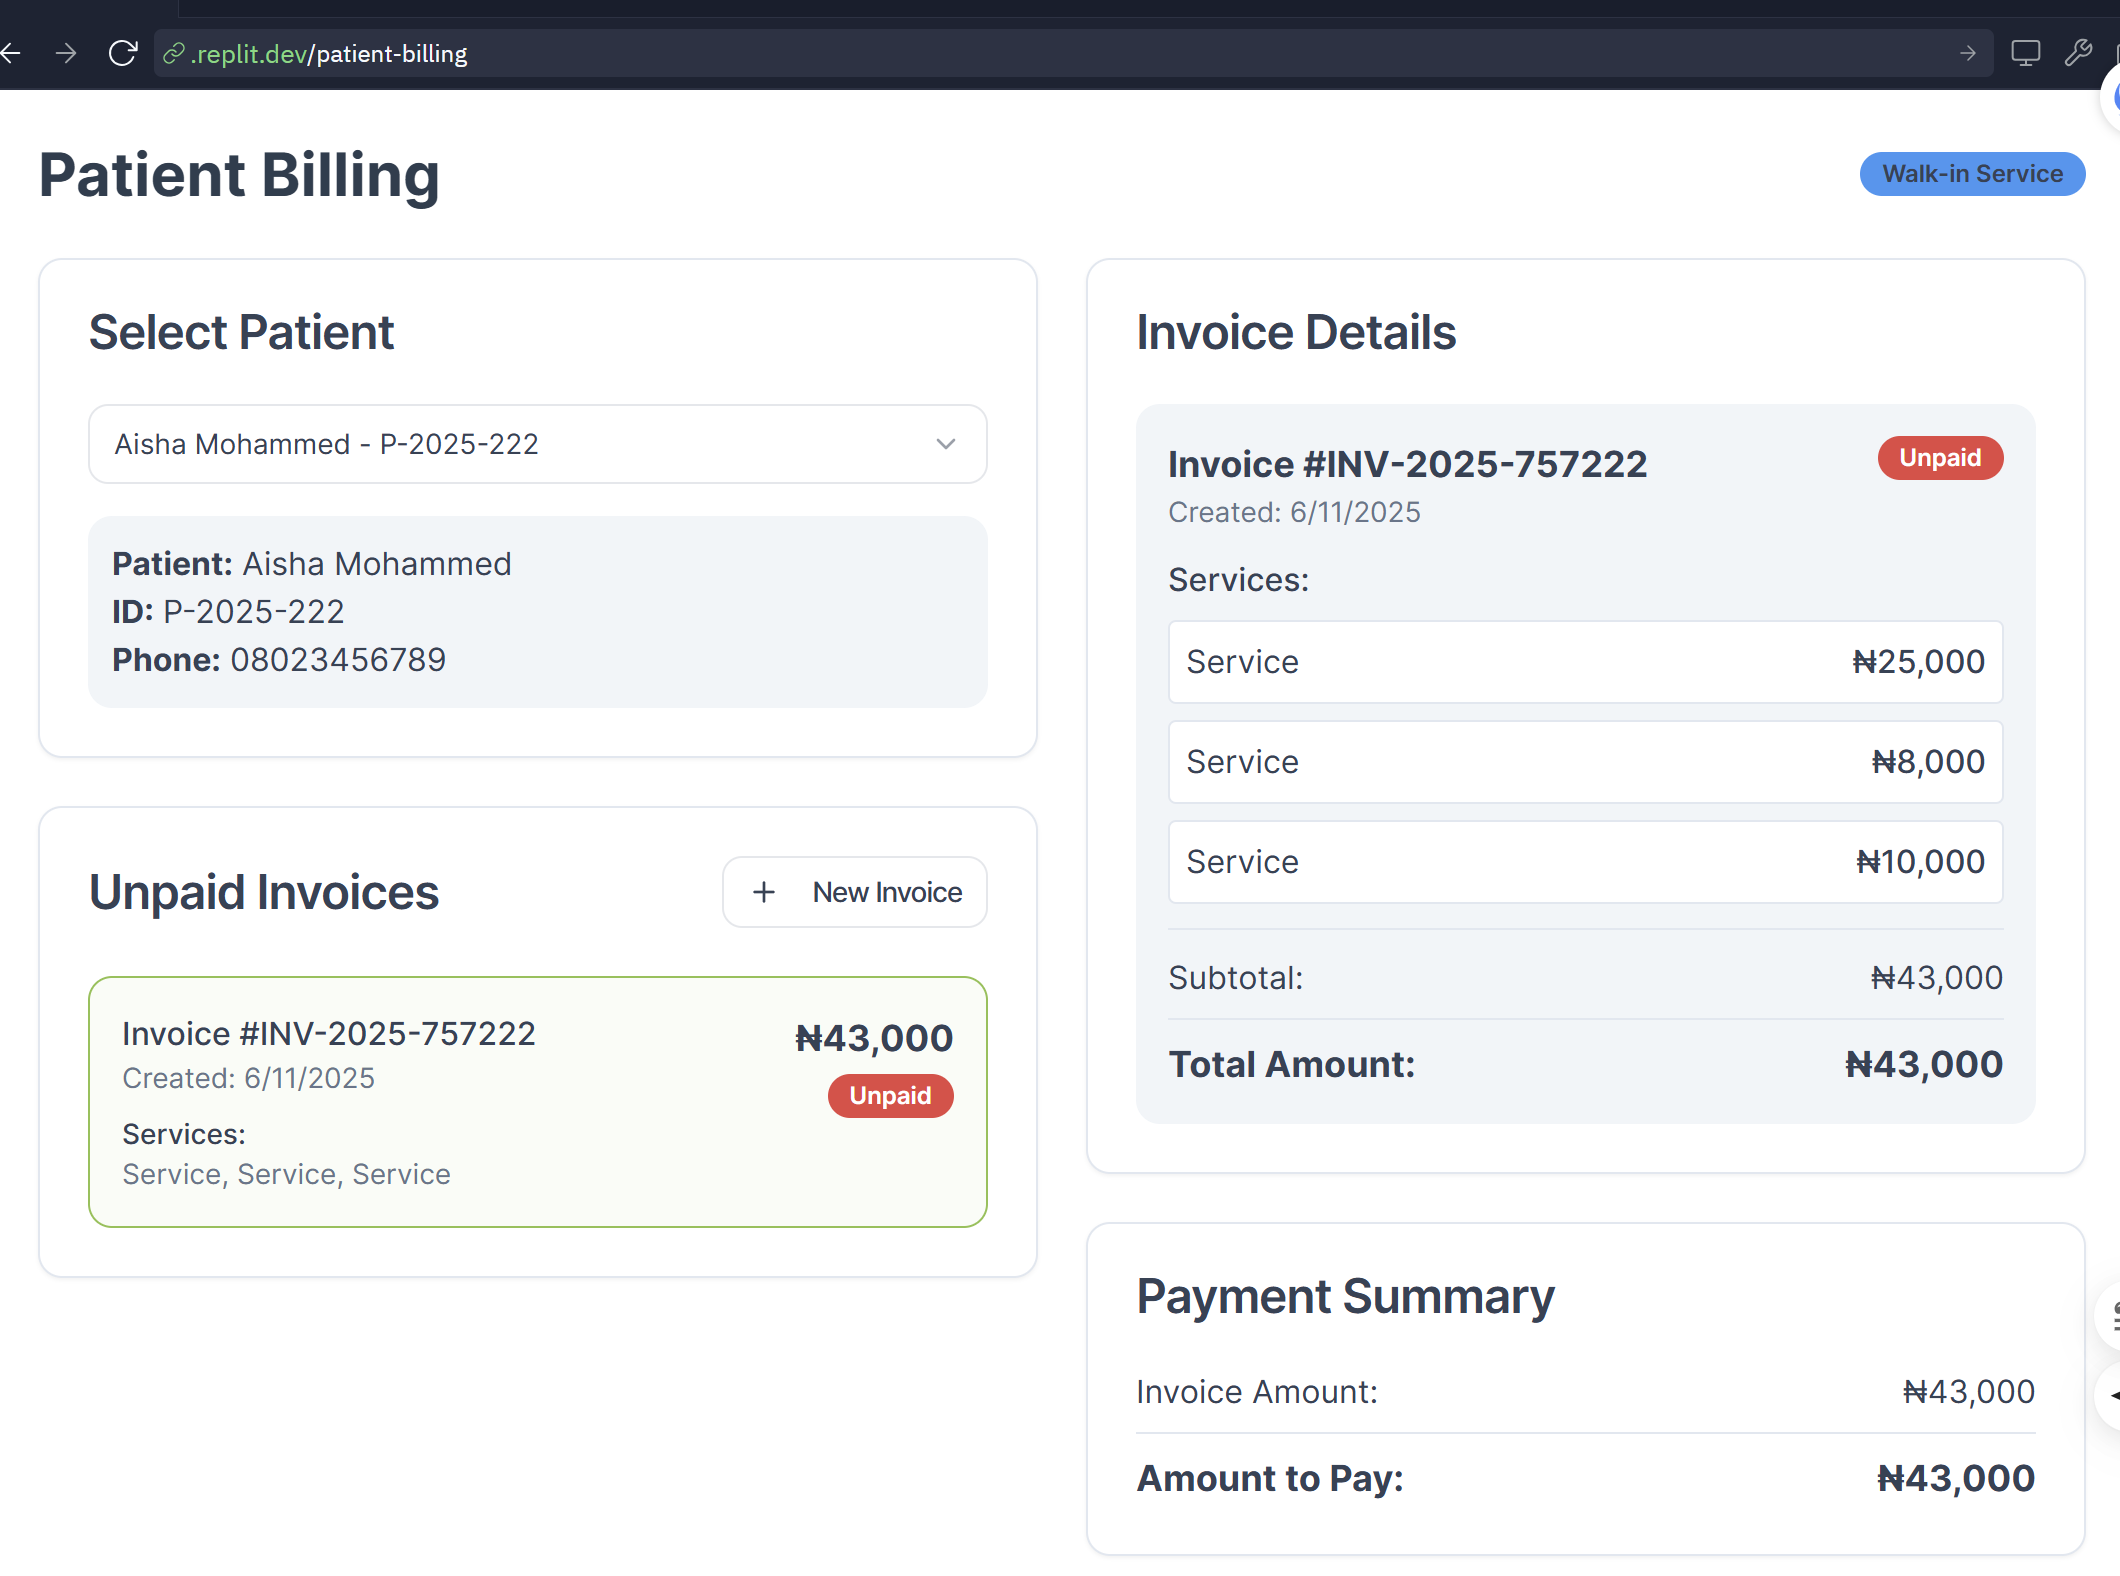 .replit.dev/patient-billing
Patient Billing
Walk-in Service
Select Patient
Aisha Mohammed - P-2025-222
Patient: Aisha Mohammed
ID: P-2025-222
Phone: 08023456789
Unpaid Invoices
New Invoice
Invoice #INV-2025-757222
₦43,000
Created: 6/11/2025
Unpaid
Services:
Service, Service, Service
Invoice Details
Invoice #INV-2025-757222
Unpaid
Created: 6/11/2025
Services:
Service ₦25,000
Service ₦8,000
Service ₦10,000
Subtotal: ₦43,000
Total Amount: ₦43,000
Payment Summary
Invoice Amount: ₦43,000
Amount to Pay: ₦43,000